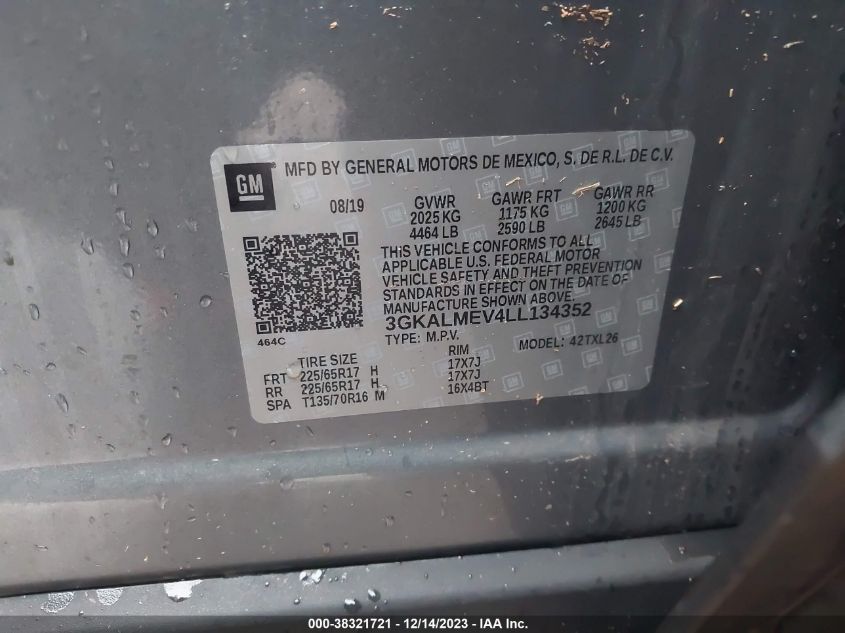 GM
MFD BY GENERAL MOTORS DE MEXICO, S. DE R.L. DE C.V.
08/19 GVWR GAWR FRT GAWR RR
2025 KG 1175 KG 1200 KG
4464 LB 2590 LB 2645 LB
THIS VEHICLE CONFORMS TO ALL
APPLICABLE U.S. FEDERAL MOTOR
VEHICLE SAFETY AND THEFT PREVENTION
STANDARDS IN EFFECT ON THE DATE OF
MANUFACTURE SHOWN ABOVE.
3GKALMEV4LL134352
464C
TYPE: M.P.V. MODEL: 42TXL26
TIRE SIZE RIM
FRT 225/65R17 H 17X7J
RR 225/65R17 H 17X7J
SPA T135/70R16 M 16X4BT
000-38321721 - 12/14/2023 - IAAI.com